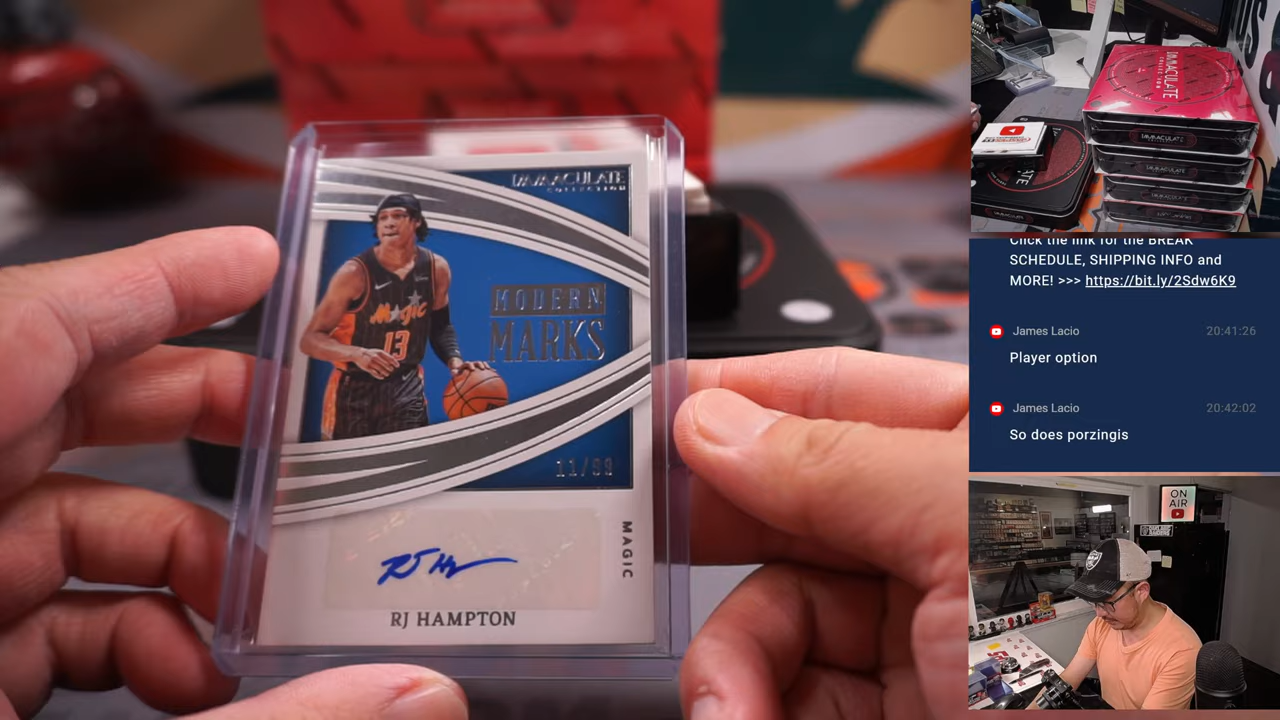 IMMACULATE
COLLECTION
MODERN
MARKS
Magic
13
11/99
MAGIC
RJ HAMPTON
IMMACULATE
COLLECTION
IMMACULATE
Click the link for the BREAK
SCHEDULE, SHIPPING INFO and
MORE! >>> https://bit.ly/2Sdw6K9
James Lacio 20:41:26
Player option
James Lacio 20:42:02
So does porzingis
ON
AIR